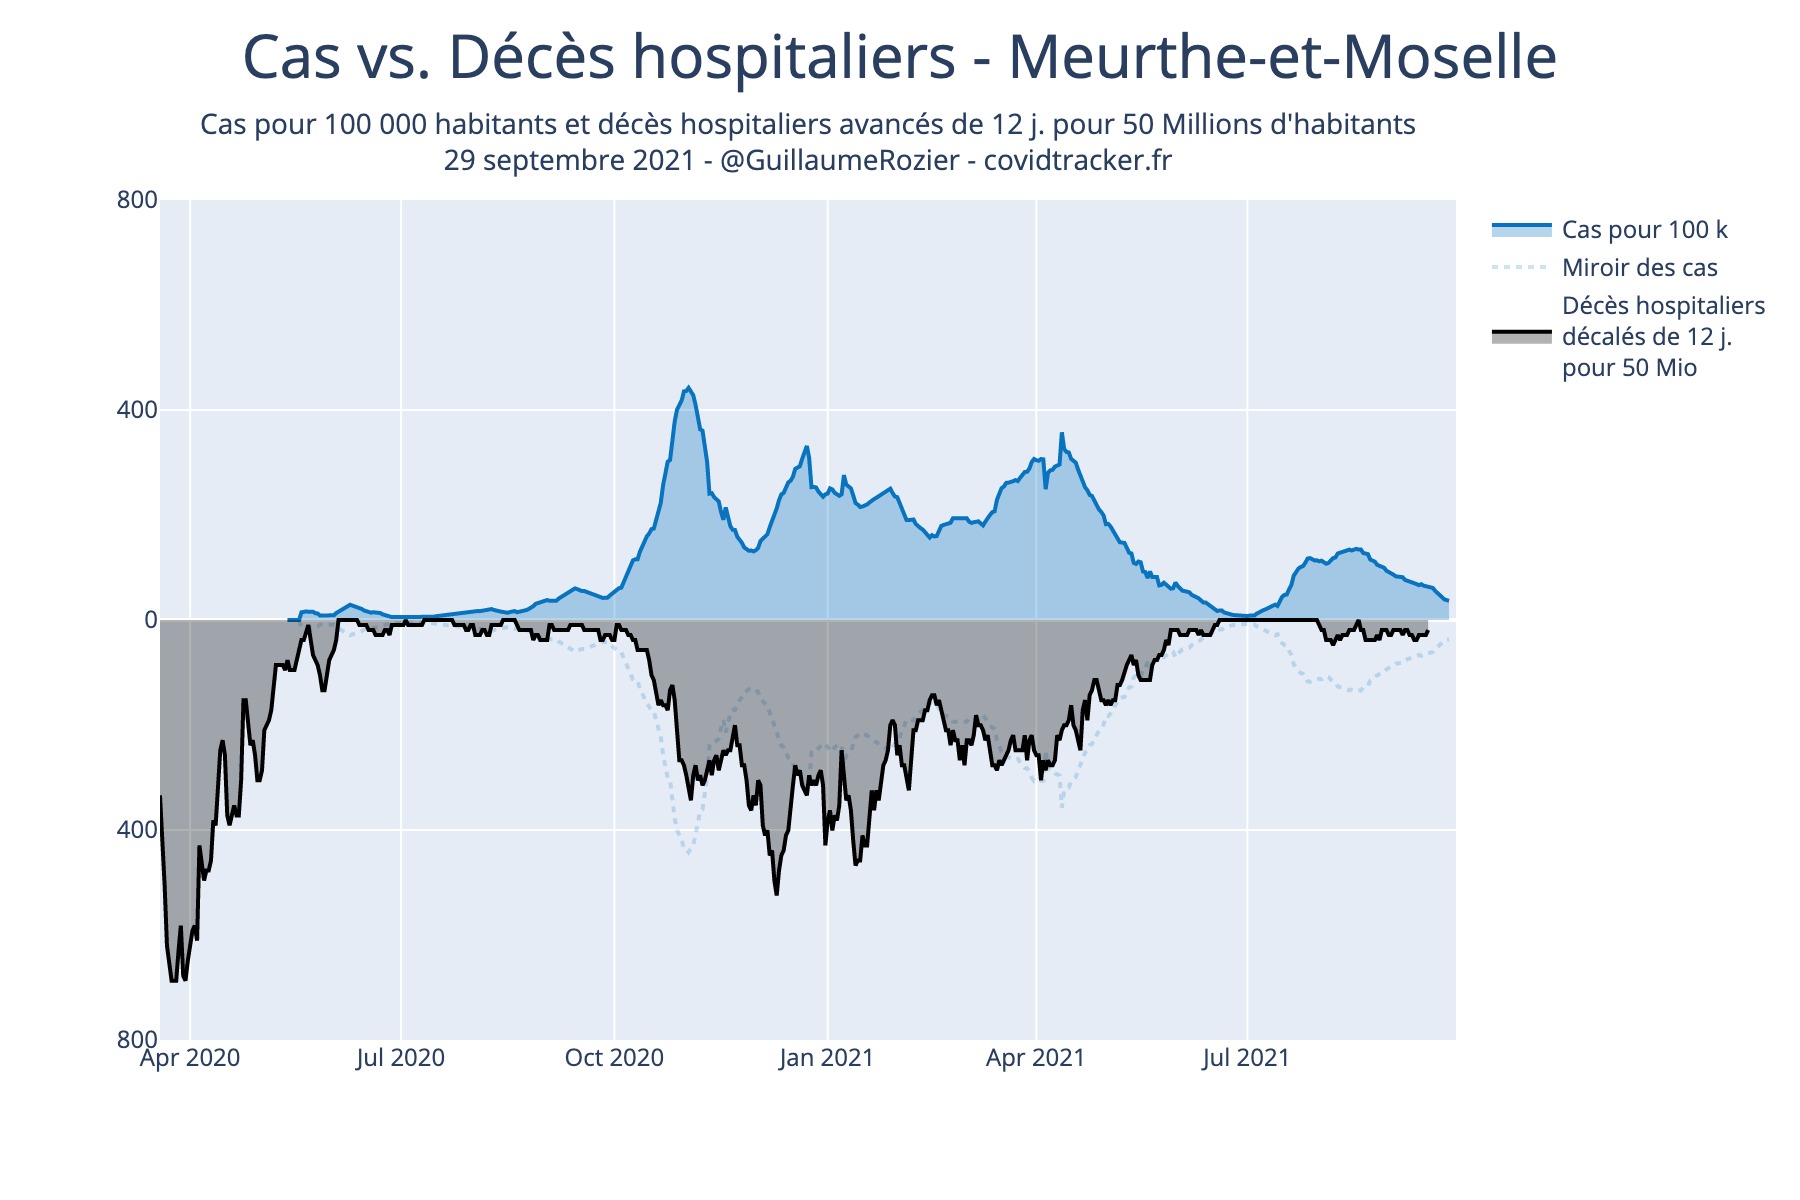 Cas vs. Décès hospitaliers - Meurthe-et-Moselle
Cas pour 100 000 habitants et décès hospitaliers avancés de 12 j. pour 50 Millions d'habitants
29 septembre 2021 - @GuillaumeRozier - covidtracker.fr
800
400
0
400
800
Apr 2020
Jul 2020
Oct 2020
Jan 2021
Apr 2021
Jul 2021
Cas pour 100 k
Miroir des cas
Décès hospitaliers
décalés de 12 j.
pour 50 Mio